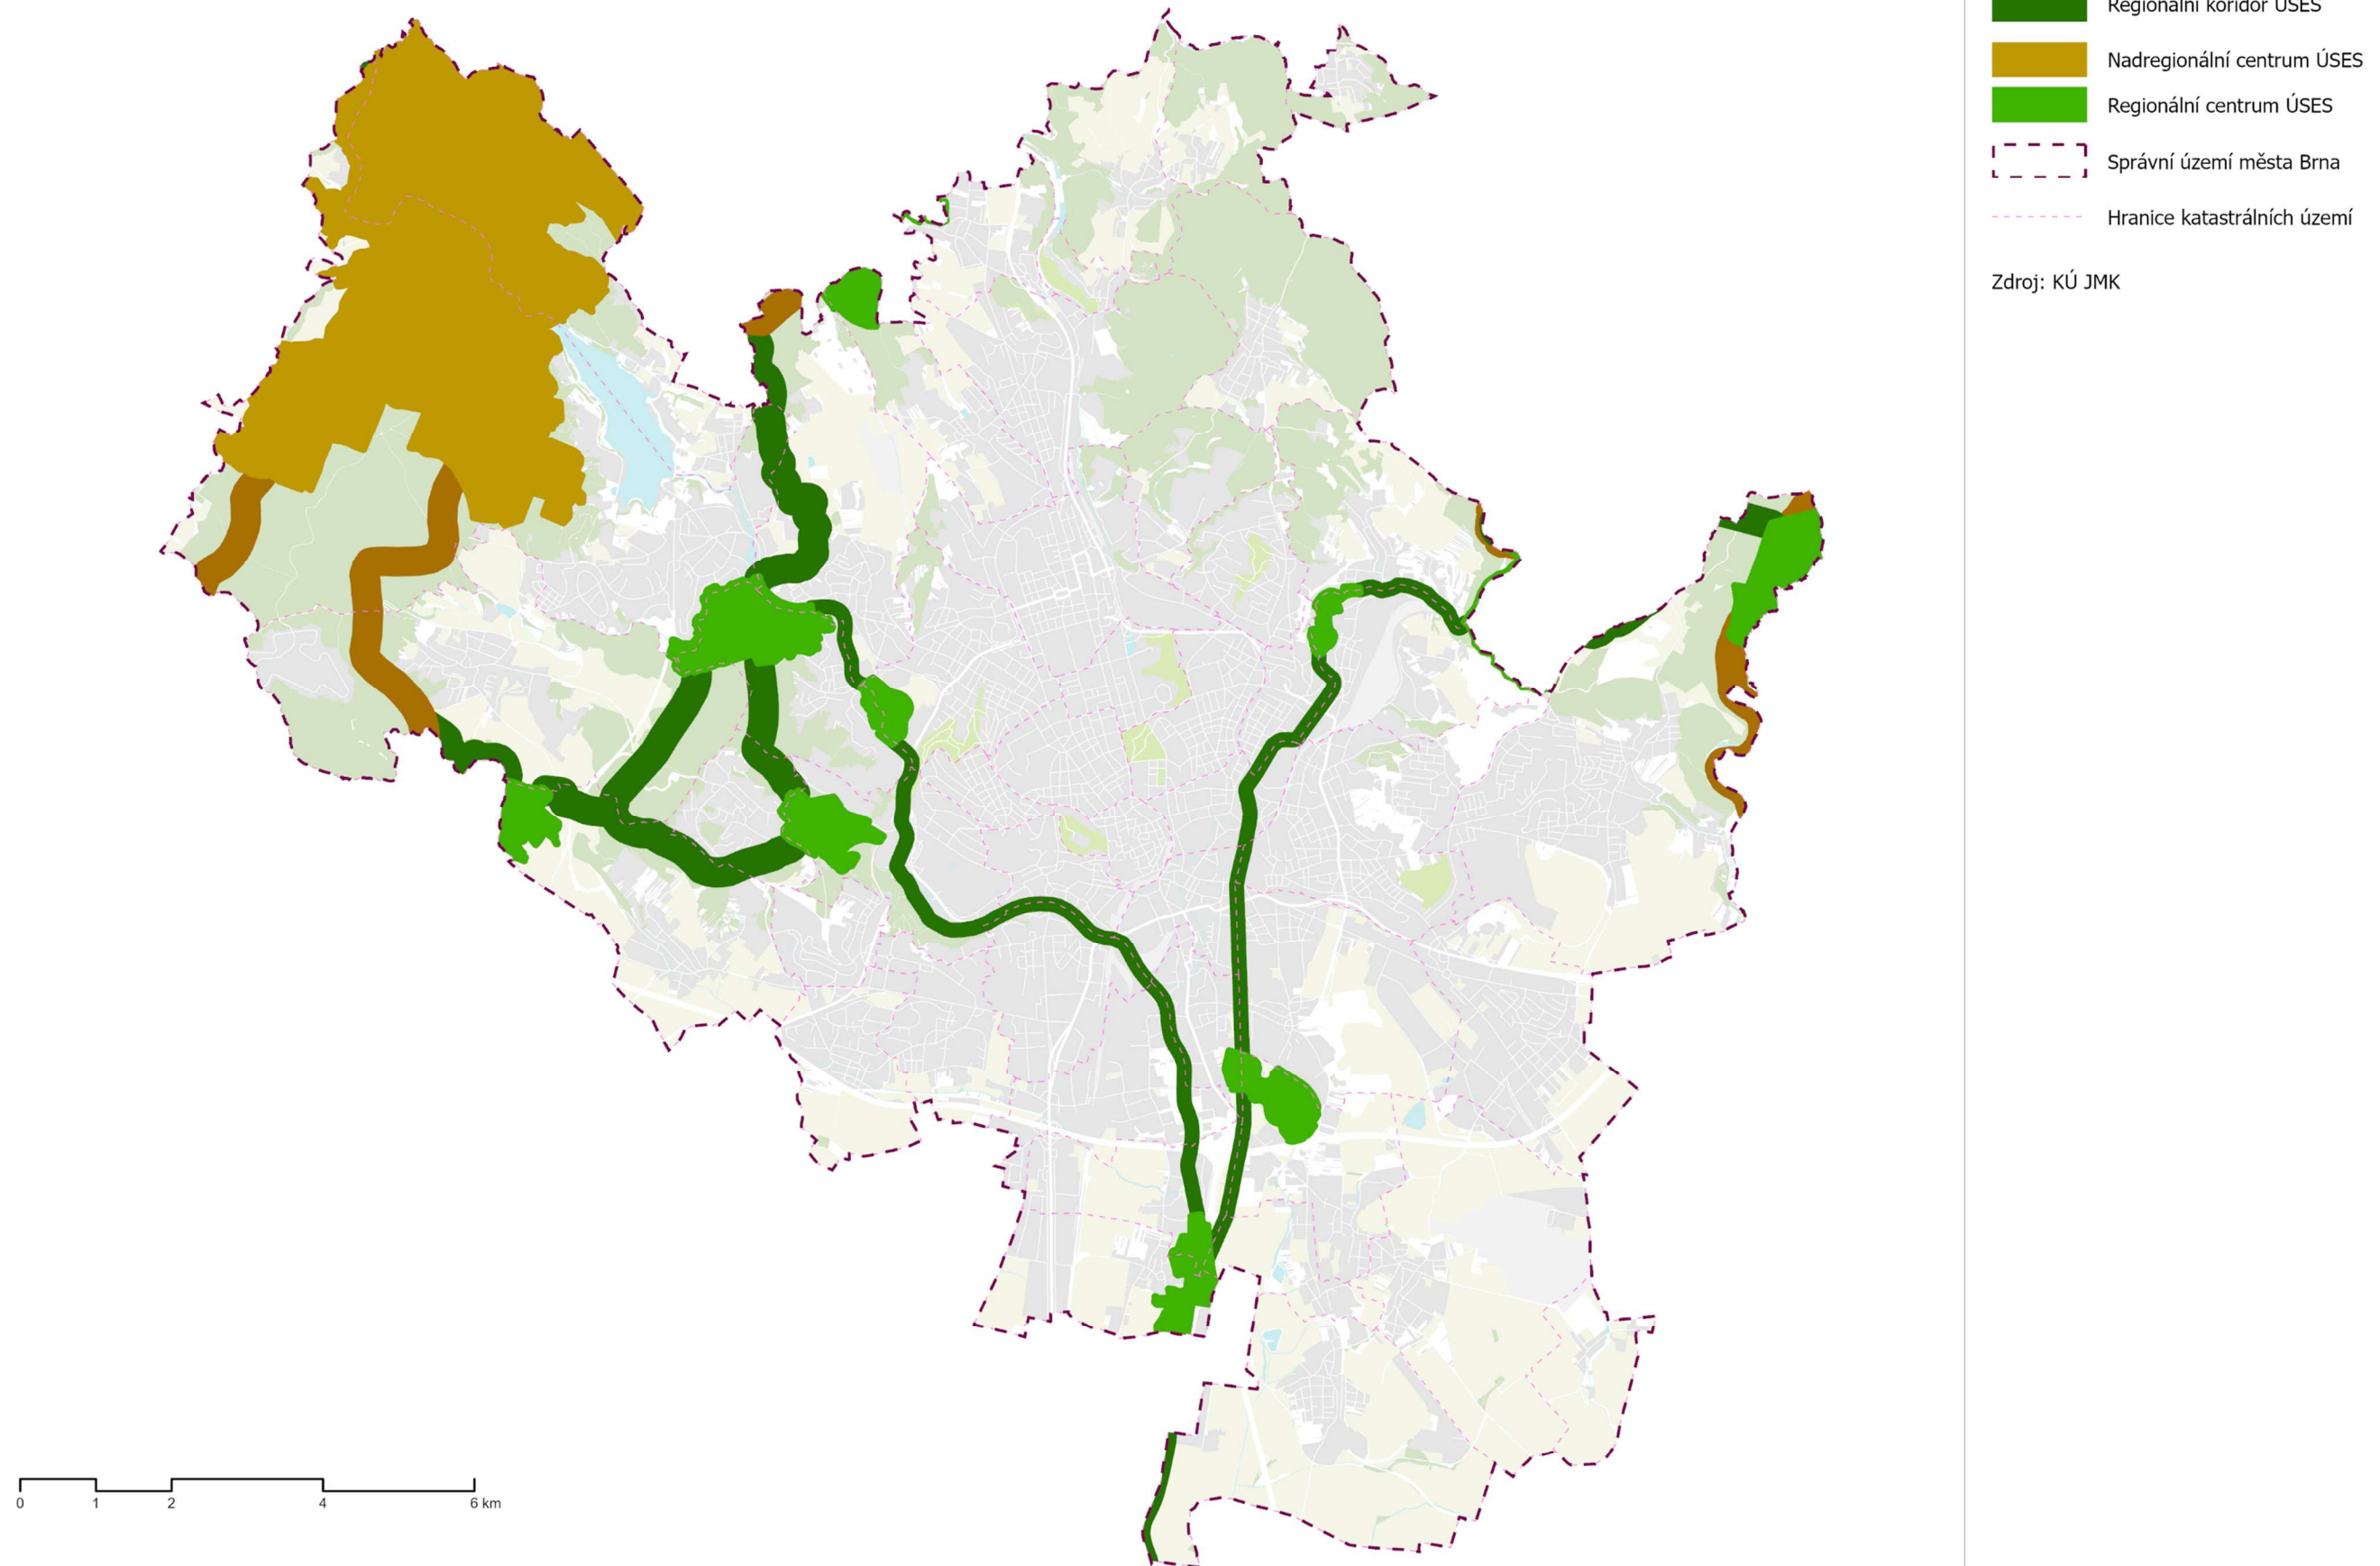 Regionální koridor ÚSES
Nadregionální centrum ÚSES
Regionální centrum ÚSES
Správní území města Brna
Hranice katastrálních území
Zdroj: KÚ JMK
0 1 2 4 6 km